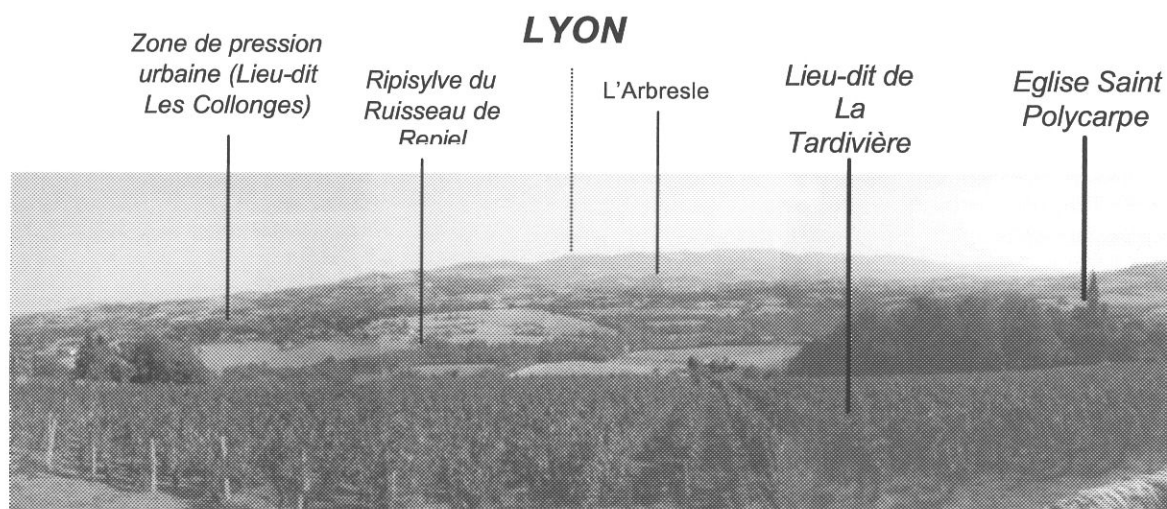 LYON
Zone de pression
urbaine (Lieu-dit
Les Collonges)
Ripisylve du
Ruisseau de
L'Arbresle
Lieu-dit de
La
Tardivière
Eglise Saint
Polycarpe